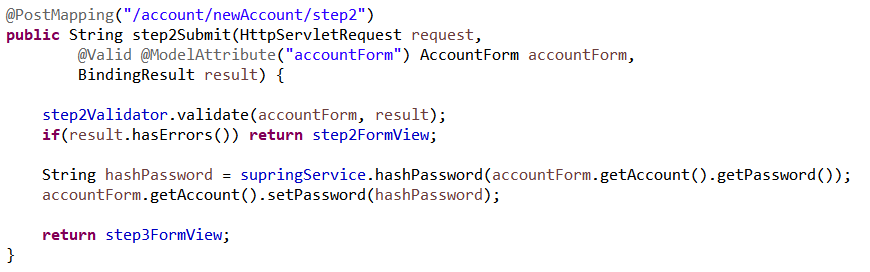 @PostMapping("/account/newAccount/step2")
public String step2Submit(HttpServletRequest request,
@Valid @ModelAttribute("accountForm") AccountForm accountForm,
BindingResult result) {
step2Validator.validate(accountForm, result);
if(result.hasErrors()) return step2FormView;
String hashPassword = supringService.hashPassword(accountForm.getAccount().getPassword());
accountForm.getAccount().setPassword(hashPassword);
return step3FormView;
}